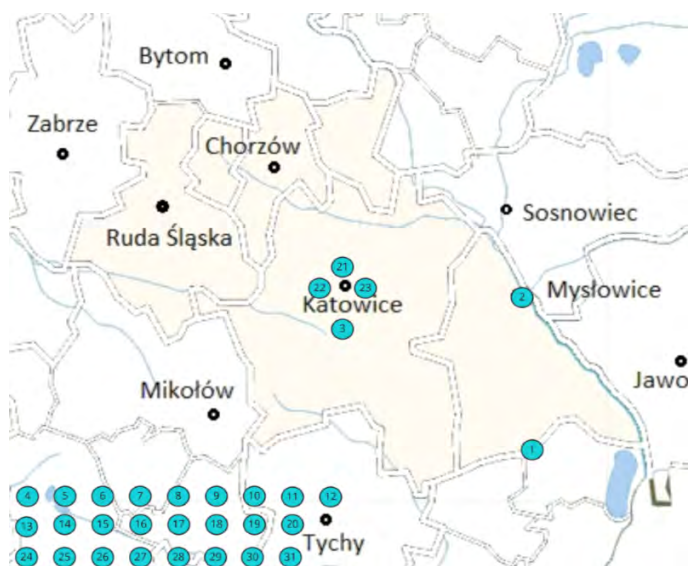 Bytom
Zabrze
Chorzów
Sosnowiec
Ruda Śląska
21
22 23
Katowice
2 Mysłowice
3
Jawo
Mikołów
1
4 5 6 7 8 9 10 11 12
13 14 15 16 17 18 19 20
Tychy
24 25 26 27 28 29 30 31